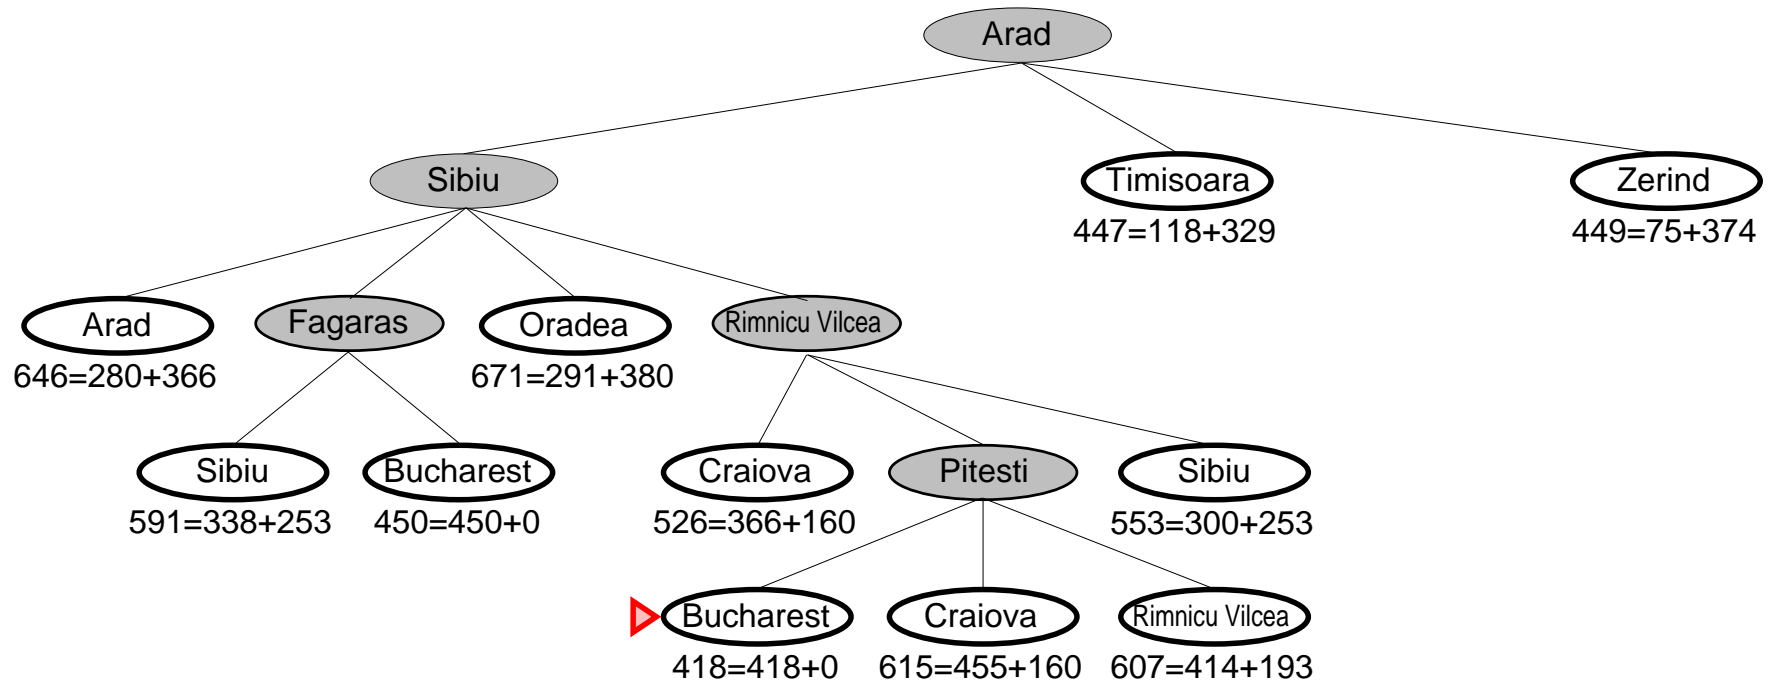 Arad
Sibiu
Timisoara
Zerind
447=118+329
449=75+374
Arad
Fagaras
Oradea
Rimnicu Vilcea
646=280+366
671=291+380
Sibiu
Bucharest
Craiova
Pitesti
Sibiu
591=338+253
450=450+0
526=366+160
553=300+253
Bucharest
Craiova
Rimnicu Vilcea
418=418+0
615=455+160
607=414+193